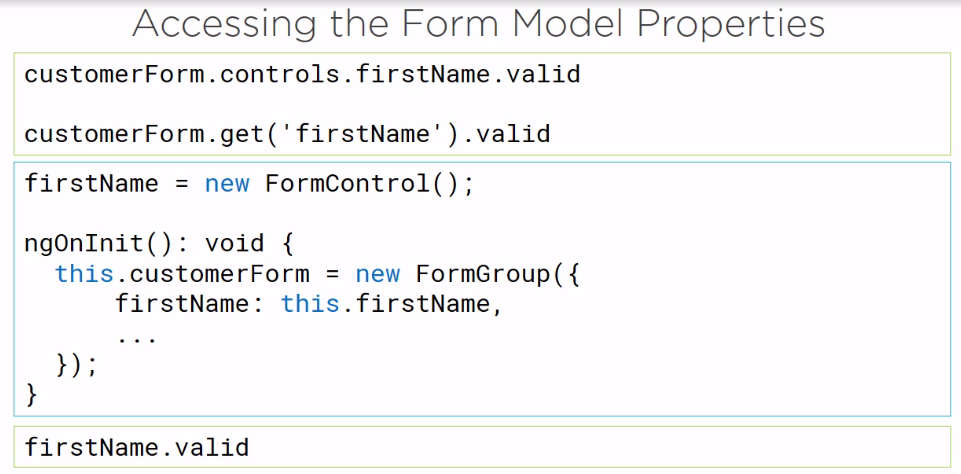 Accessing the Form Model Properties
customerForm.controls.firstName.valid
customerForm.get('firstName').valid
firstName = new FormControl();
ngOnInit(): void {
this.customerForm = new FormGroup({
firstName: this.firstName,
...
});
}
firstName.valid